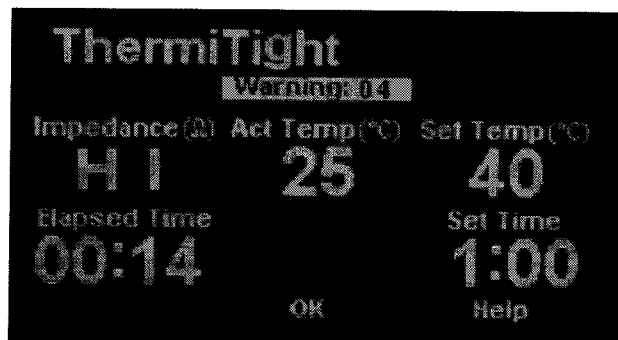 ThermiTight
Warning: 04
Impedance(Ω) Act Temp(°C) Set Temp(°C)
H I 25 40
Elapsed Time Set Time
00:14 1:00
OK Help